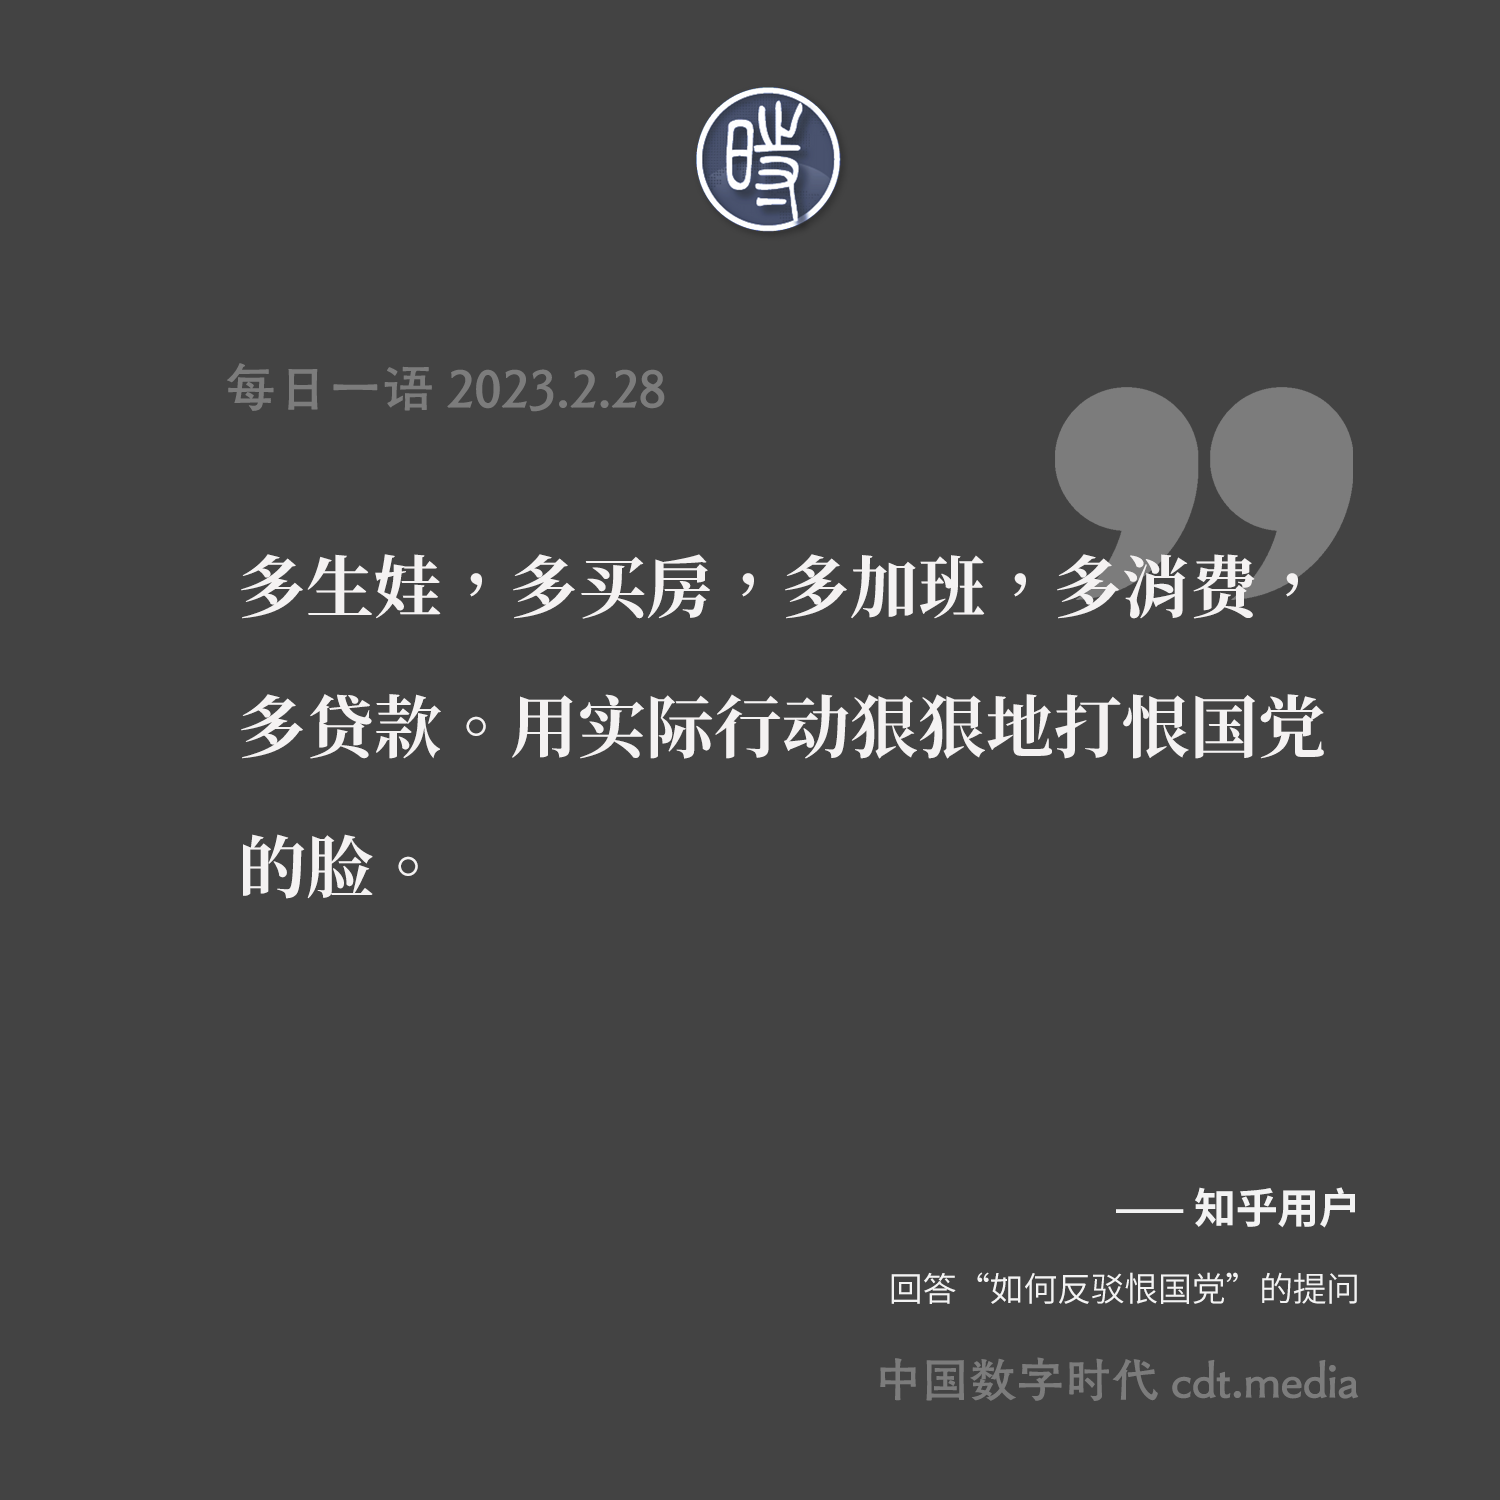 時
每日一语 2023.2.28
多生娃，多买房，多加班，多消费，
多贷款。用实际行动狠狠地打恨国党
的脸。
—— 知乎用户
回答“如何反驳恨国党”的提问
中国数字时代 cdt.media